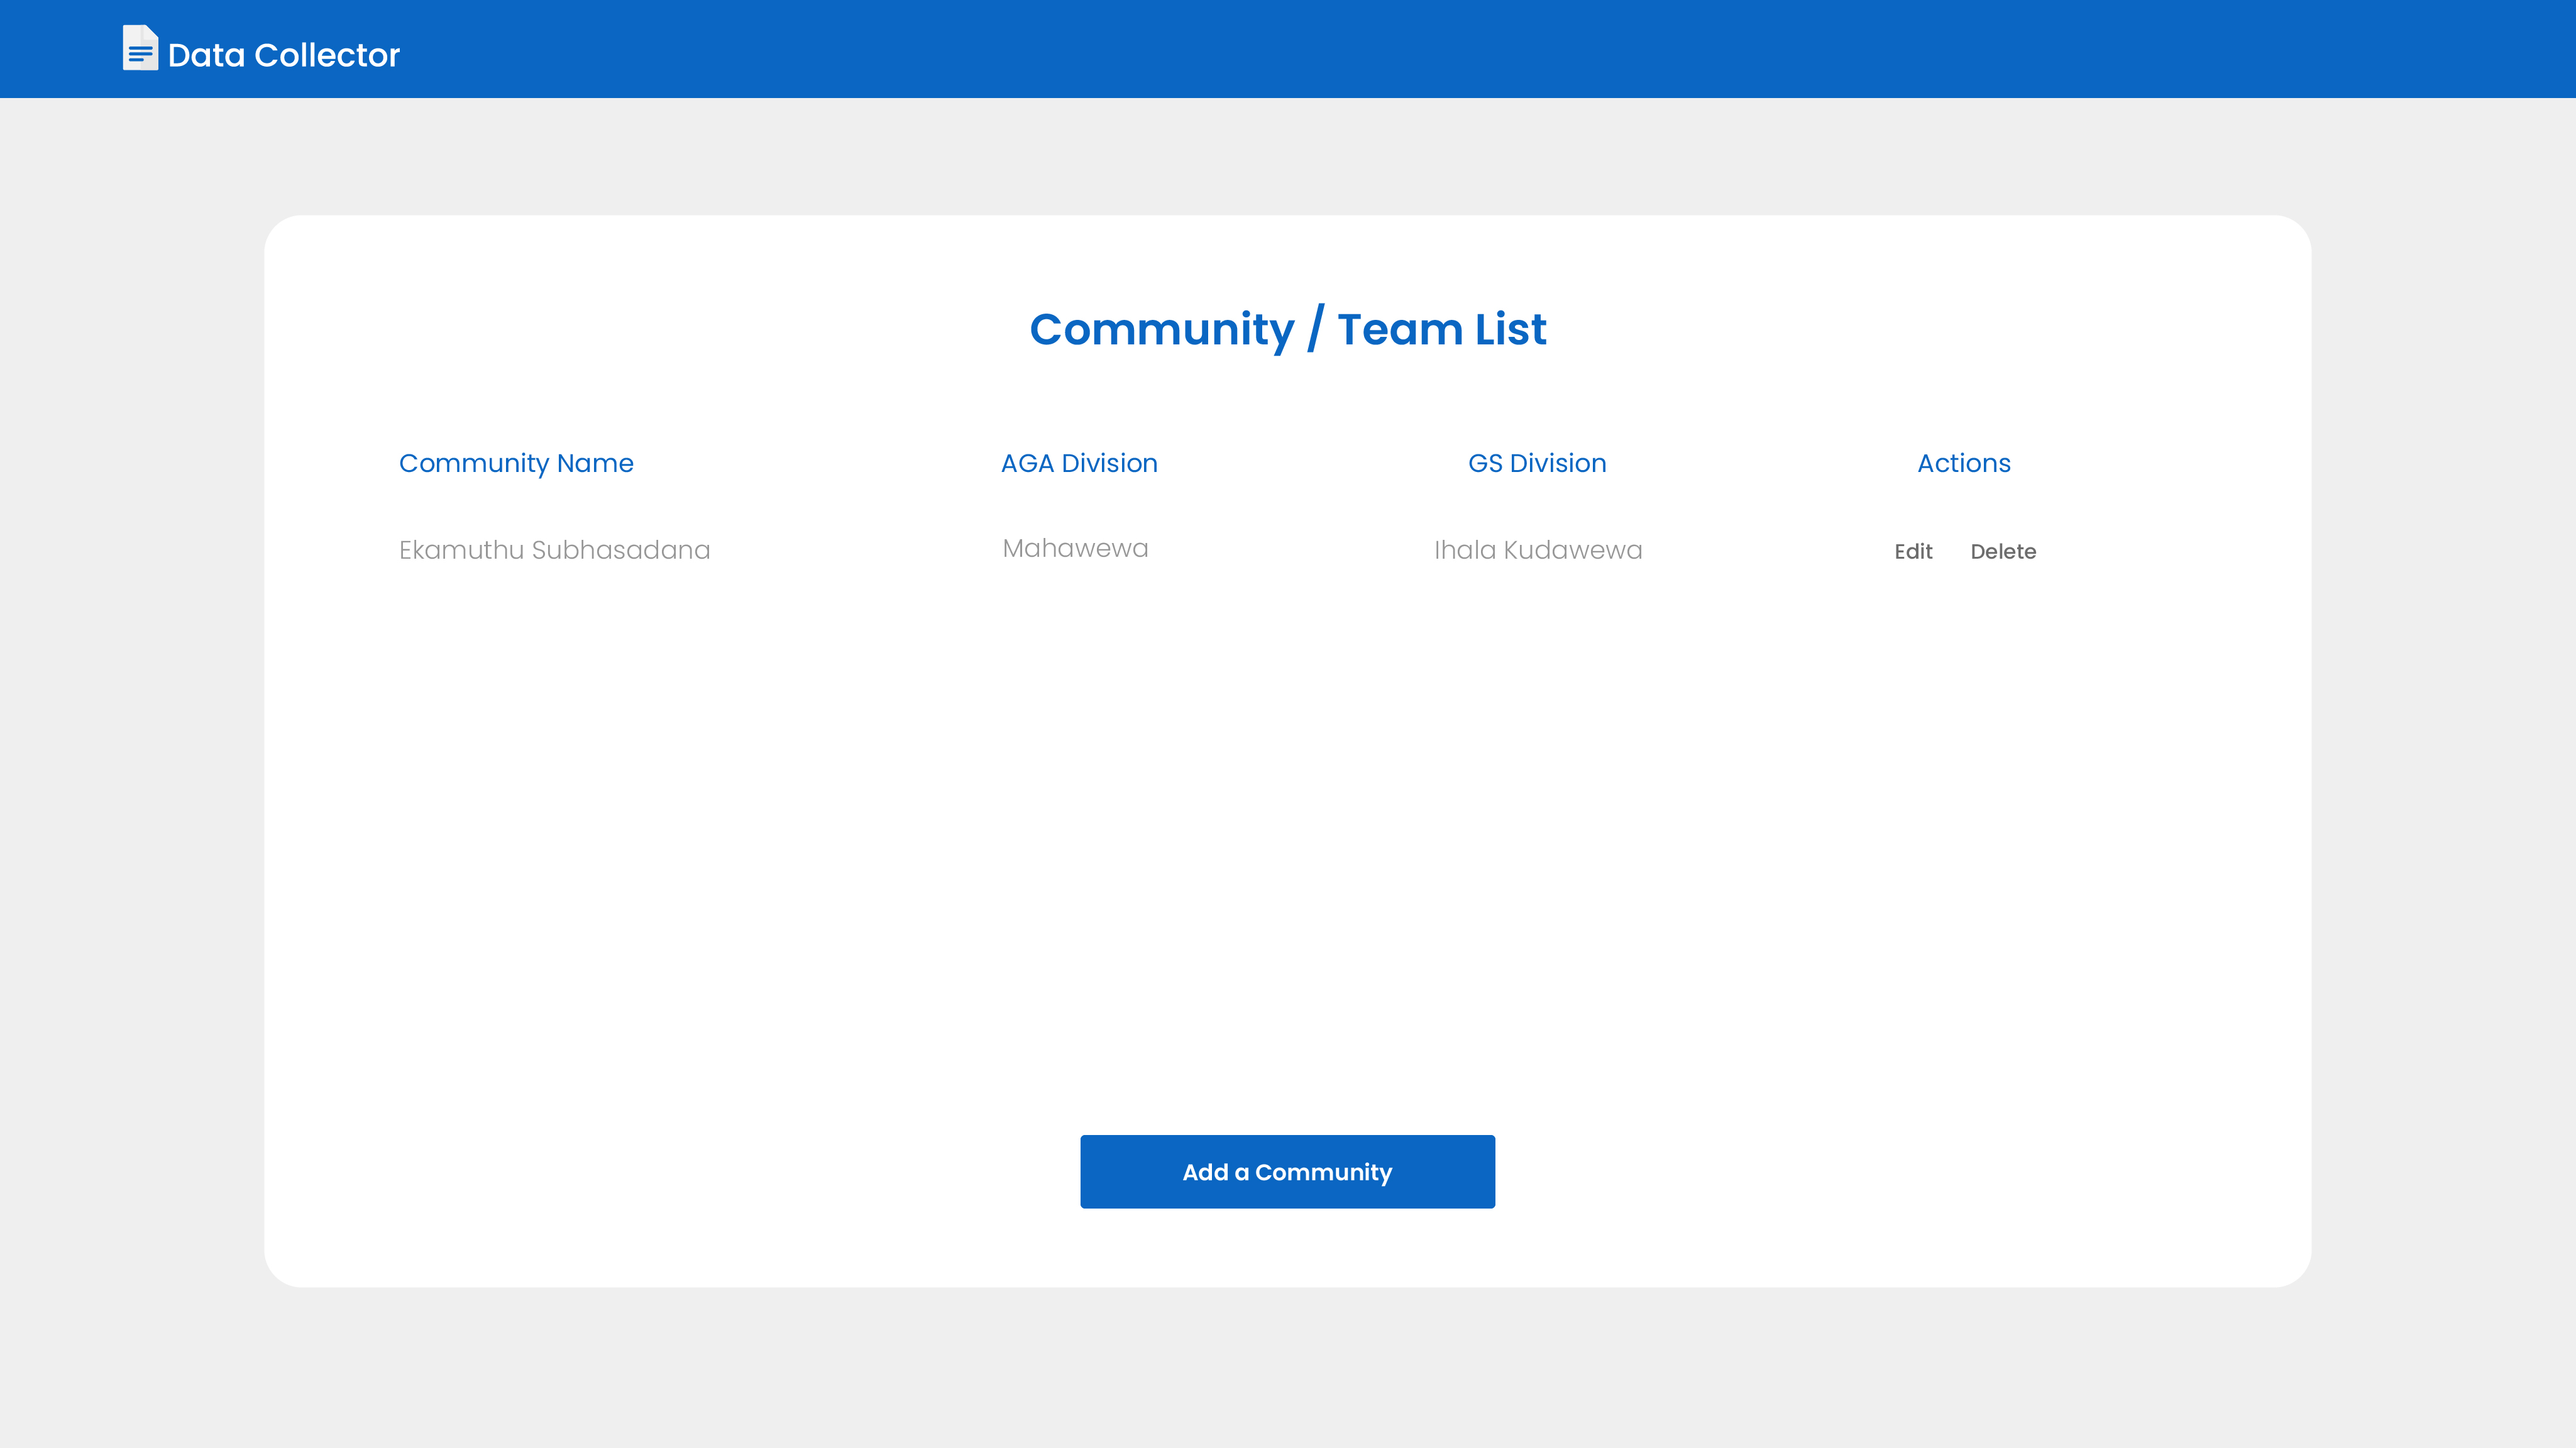 Data Collector
Community / Team List
Community Name AGA Division GS Division Actions
Ekamuthu Subhasadana Mahawewa Ihala Kudawewa Edit Delete
Add a Community